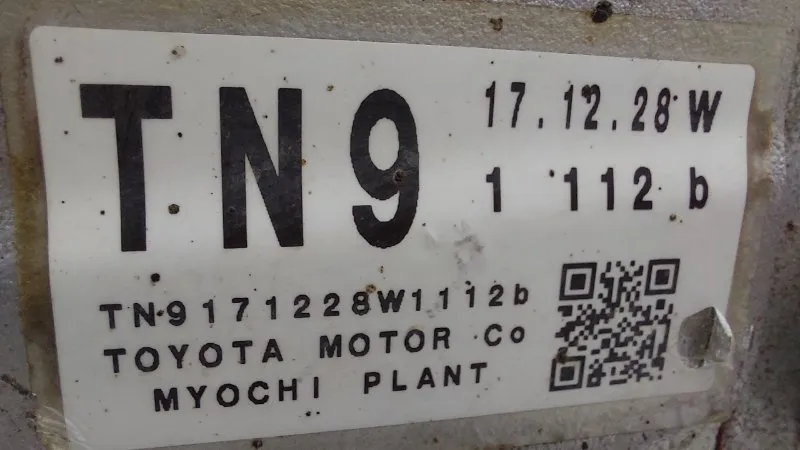 TN9
17.12.28 W
1 112 b
TN9171228W1112b
TOYOTA MOTOR Co
MYOCHI PLANT